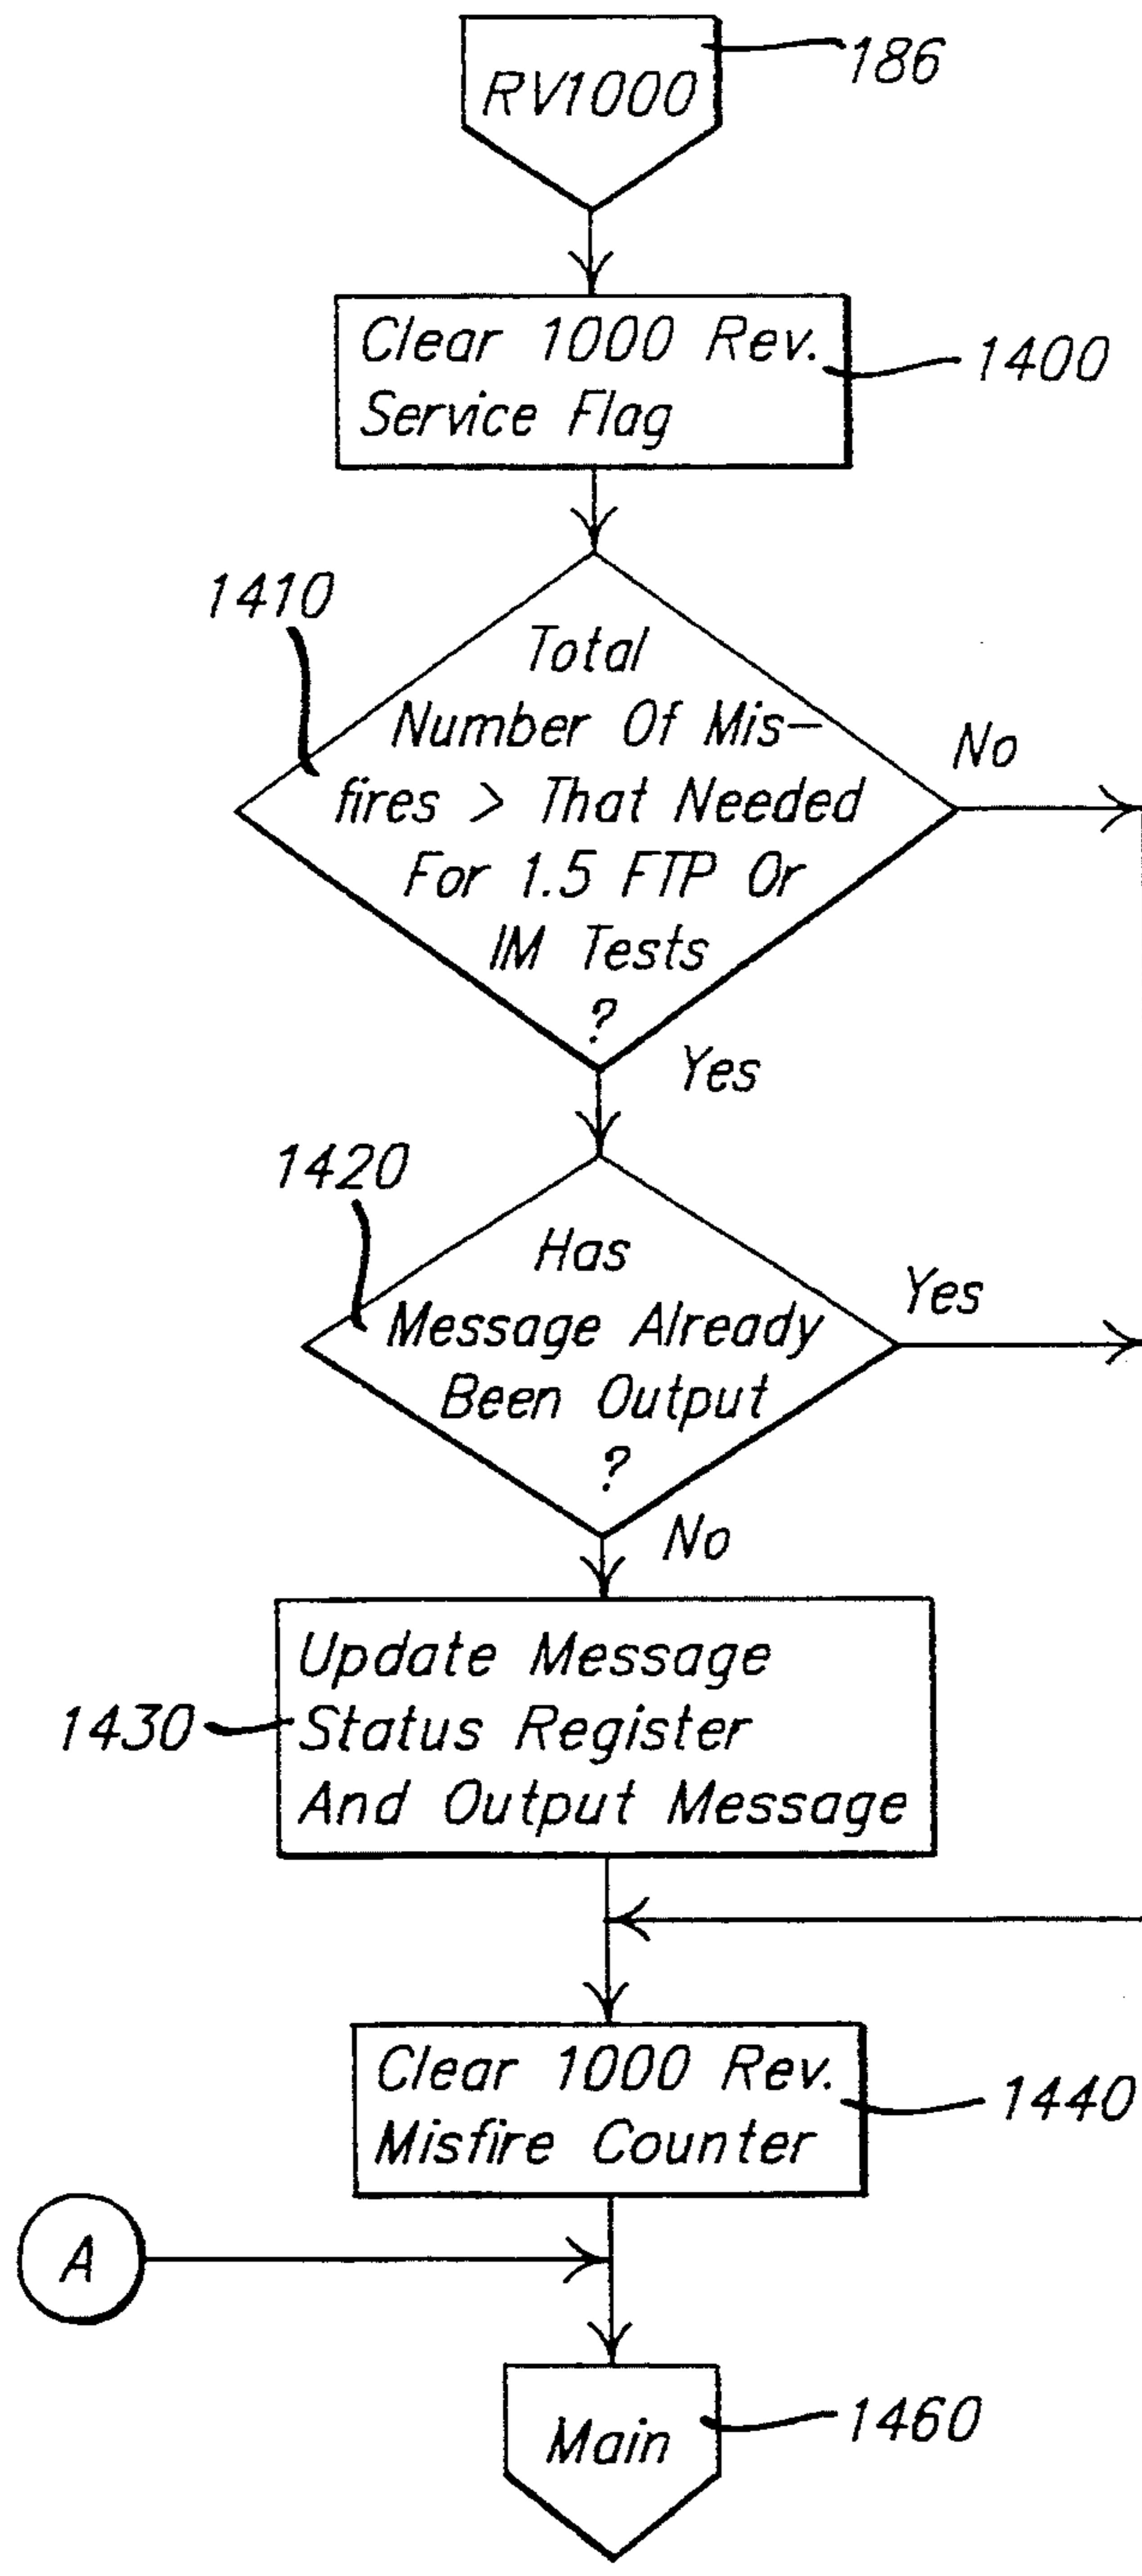 RV1000
186
Clear 1000 Rev.
Service Flag
1400
1410
Total
Number Of Mis-
fires > That Needed
For 1.5 FTP Or
IM Tests
?
No
Yes
1420
Has
Message Already
Been Output
?
Yes
No
Update Message
Status Register
And Output Message
1430
Clear 1000 Rev.
Misfire Counter
1440
A
Main
1460